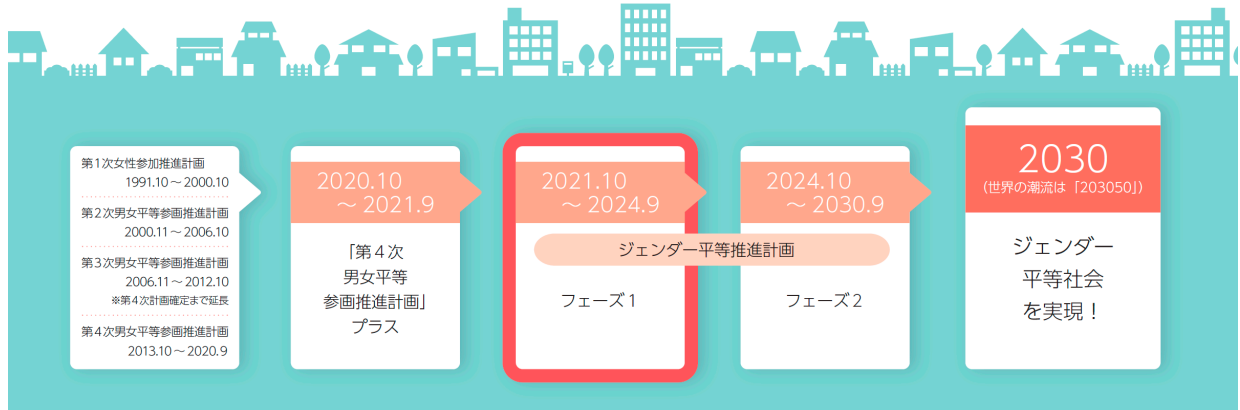 第1次女性参加推進計画
1991.10～2000.10
第2次男女平等参画推進計画
2000.11～2006.10
第3次男女平等参画推進計画
2006.11～2012.10
※第4次計画確定まで延長
第4次男女平等参画推進計画
2013.10～2020.9
2020.10
～2021.9
「第4次
男女平等
参画推進計画」
プラス
2021.10
～2024.9
2024.10
～2030.9
ジェンダー平等推進計画
フェーズ1
フェーズ2
2030
(世界の潮流は「203050」)
ジェンダー
平等社会
を実現！